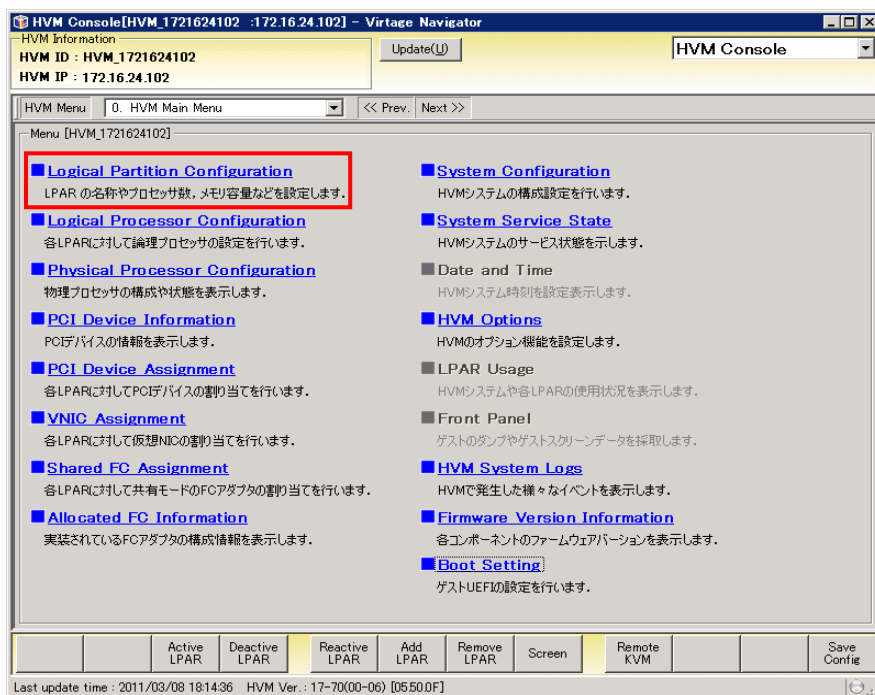 HVM Console[HVM_1721624102 :172.16.24.102] - Virtage Navigator
HVM Information
HVM ID : HVM_1721624102
HVM IP : 172.16.24.102
Update(U)
HVM Console
HVM Menu
0. HVM Main Menu
<< Prev.
Next >>
Menu [HVM_1721624102]
Logical Partition Configuration
LPAR の名称やプロセッサ数, メモリ容量などを設定します.
Logical Processor Configuration
各LPARに対して論理プロセッサの設定を行います.
Physical Processor Configuration
物理プロセッサの構成や状態を表示します.
PCI Device Information
PCIデバイスの情報を表示します.
PCI Device Assignment
各LPARに対してPCIデバイスの割り当てを行います.
VNIC Assignment
各LPARに対して仮想NICの割り当てを行います.
Shared FC Assignment
各LPARに対して共有モードのFCアダプタの割り当てを行います.
Allocated FC Information
実装されているFCアダプタの構成情報を表示します.
System Configuration
HVMシステムの構成設定を行います.
System Service State
HVMシステムのサービス状態を示します.
Date and Time
HVMシステム時刻を設定表示します.
HVM Options
HVMのオプション機能を設定します.
LPAR Usage
HVMシステムや各LPARの使用状況を表示します.
Front Panel
ゲストのダンプやゲストスクリーンデータを採取します.
HVM System Logs
HVMで発生した様々なイベントを表示します.
Firmware Version Information
各コンポーネントのファームウェアバージョンを表示します.
Boot Setting
ゲストUEFIの設定を行います.
Active LPAR
Deactive LPAR
Reactive LPAR
Add LPAR
Remove LPAR
Screen
Remote KVM
Save Config
Last update time : 2011/03/08 18:14:36 HVM Ver. : 17-70(00-06) [05500F]